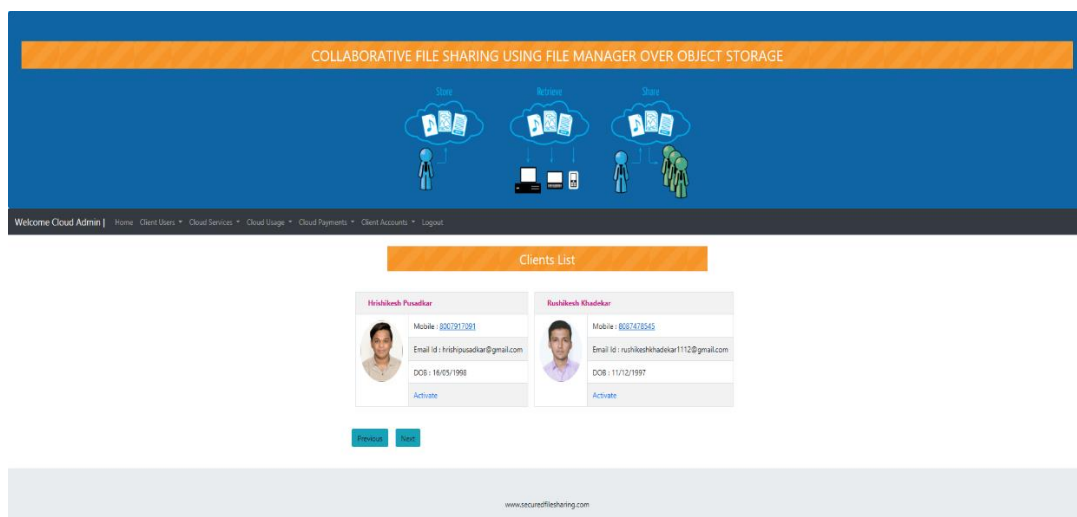 COLLABORATIVE FILE SHARING USING FILE MANAGER OVER OBJECT STORAGE
Store Retrieve Share
Welcome Cloud Admin | Home Client Users Cloud Services Cloud Usage Cloud Payments Client Accounts Logout
Clients List
Hrishikesh Pusadkar
Mobile : 8007917091
Email Id : hrishipusadkar@gmail.com
DOB : 16/05/1998
Activate
Rushikesh Khadekar
Mobile : 8087478545
Email Id : rushikeshkhadekar1112@gmail.com
DOB : 11/12/1997
Activate
Previous Next
www.securedfilesharing.com